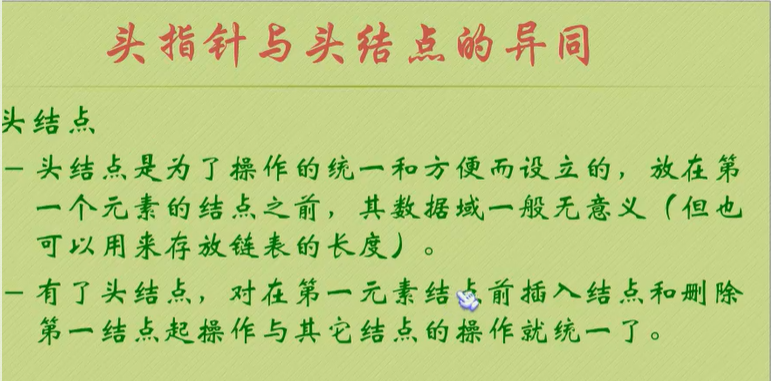 头指针与头结点的异同
头结点
– 头结点是为了操作的统一和方便而设立的，放在第
一个元素的结点之前，其数据域一般无意义（但也
可以用来存放链表的长度）。
– 有了头结点，对在第一元素结点前插入结点和删除
第一结点起操作与其它结点的操作就统一了。